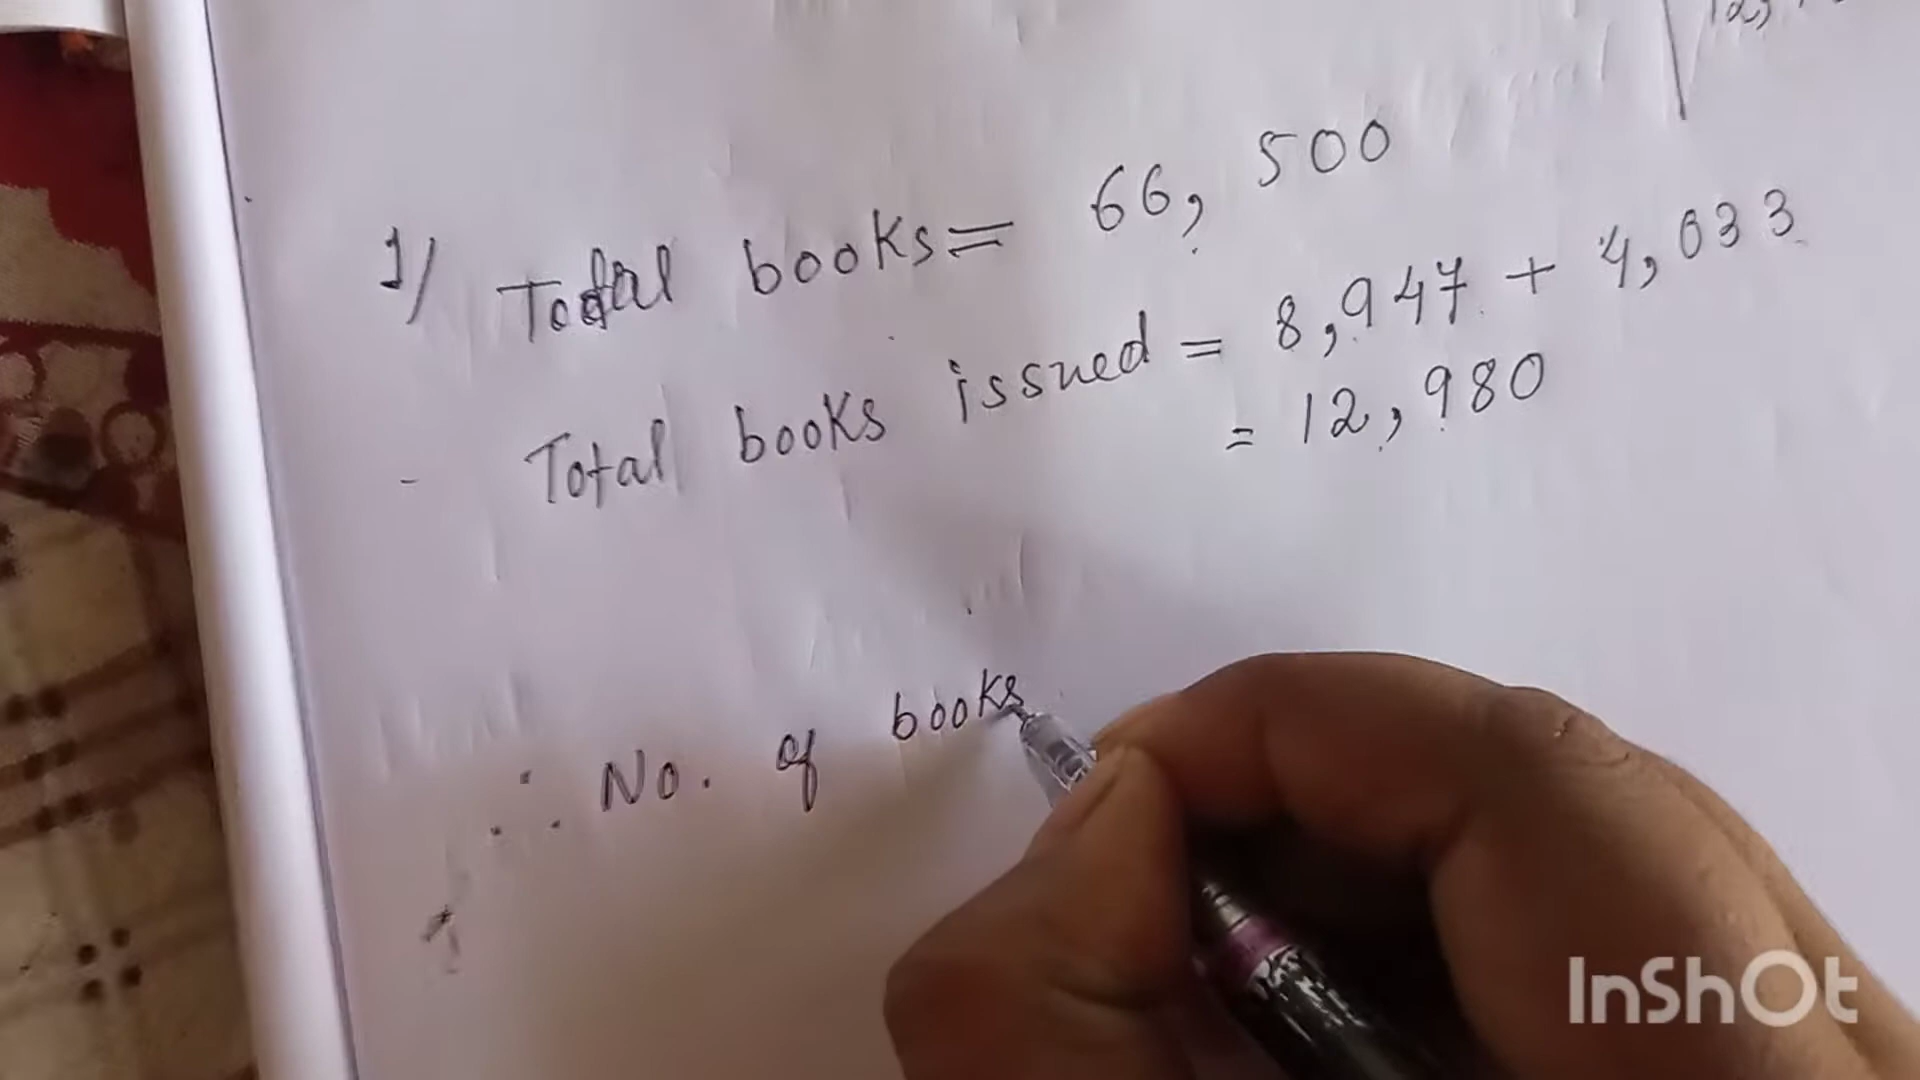 1/ Total books = 66,500
Total books issued = 8,947 + 4,033
= 12,980
∴ No. of books
InShOt